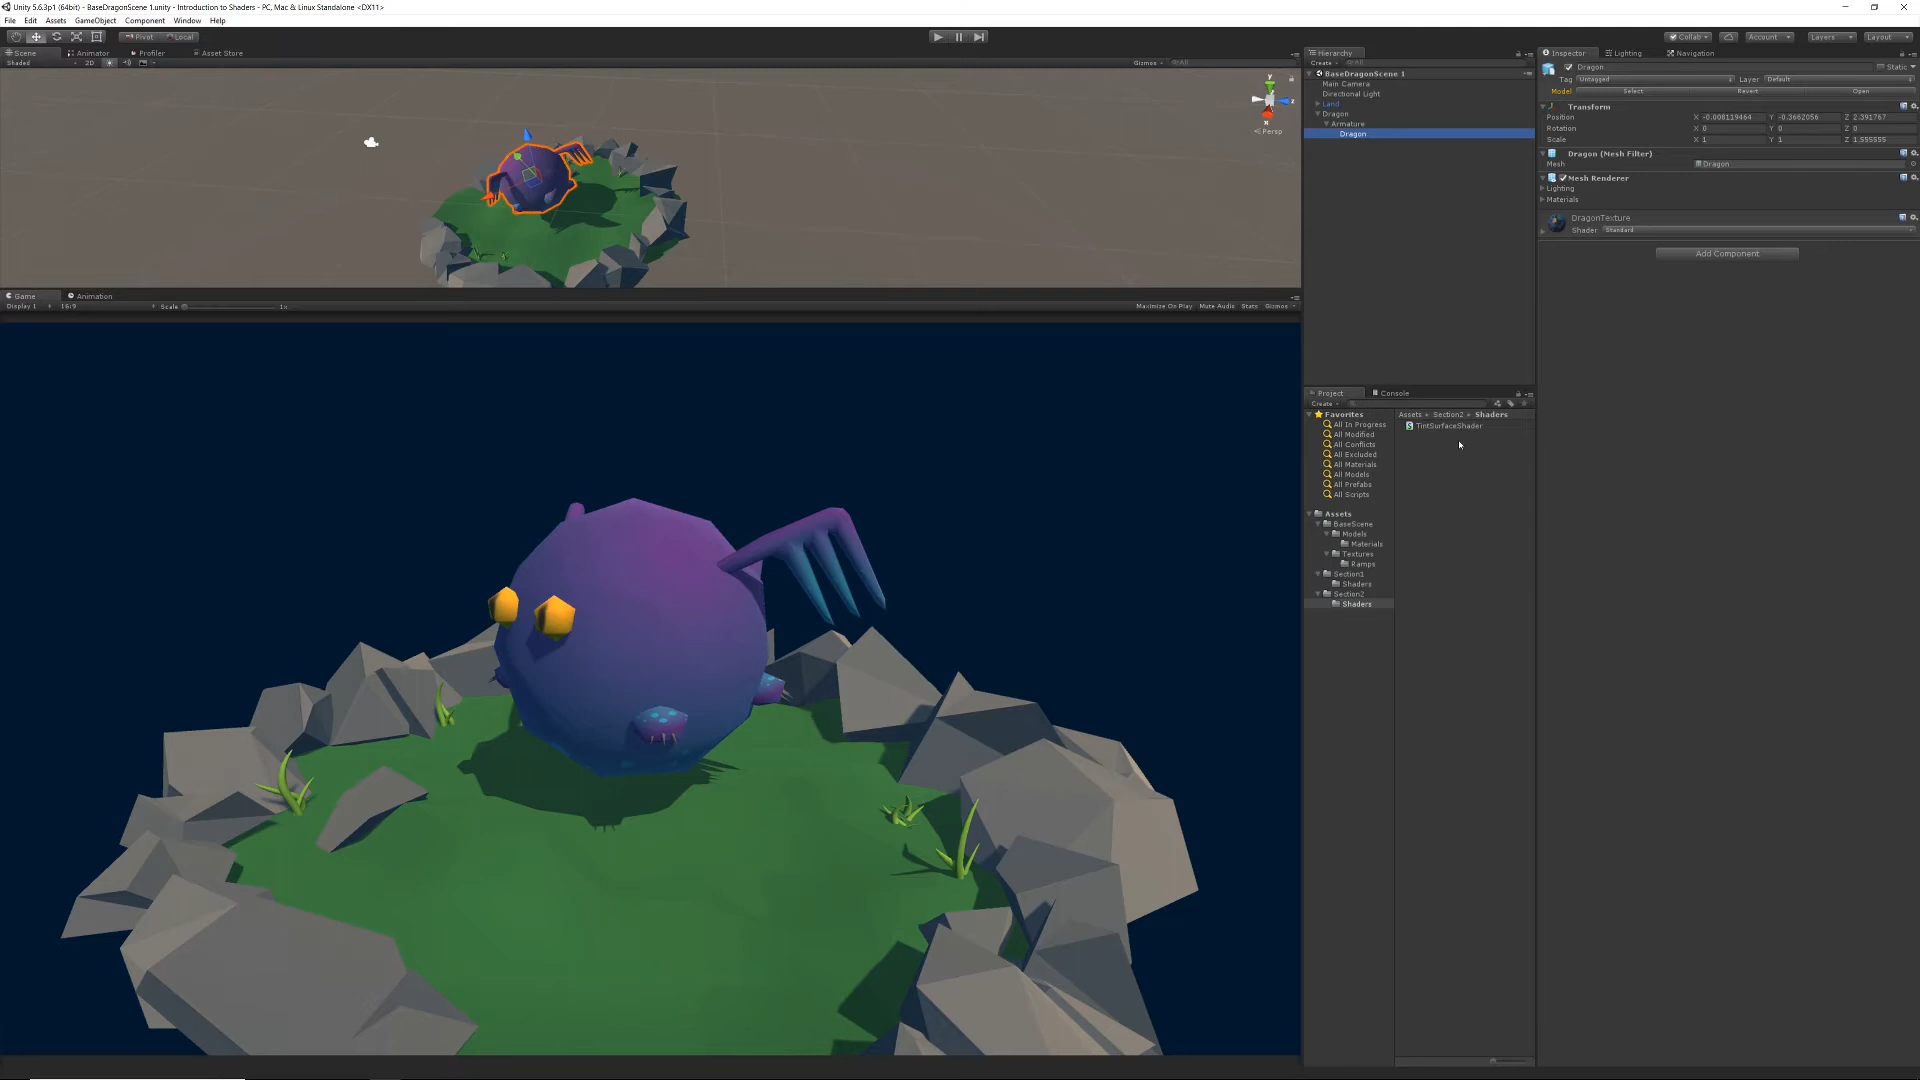 Unity 5.6.3p1 (64bit) - BaseDragonScene 1.unity - Introduction to Shaders - PC, Mac & Linux Standalone <DX11>
File Edit Assets GameObject Component Window Help
Pivot Local
Collab Account Layers Layout
Scene Animator Profiler Asset Store
Shaded 2D Gizmos All
y z x
Persp
Game Animation
Display 1 16:9 Scale 1x Maximize On Play Mute Audio Stats Gizmos
Hierarchy
Create All
BaseDragonScene 1
Main Camera
Directional Light
Land
Dragon
Armature
Dragon
Project Console
Create
Favorites
All In Progress
All Modified
All Conflicts
All Excluded
All Materials
All Models
All Prefabs
All Scripts
Assets
BaseScene
Models
Materials
Textures
Ramps
Section1
Shaders
Section2
Shaders
Assets Section2 Shaders
TintSurfaceShader
Inspector Lighting Navigation
Dragon Static
Tag Untagged Layer Default
Model Select Revert Open
Transform
Position X -0.008119464 Y -0.3662056 Z 2.391767
Rotation X 0 Y 0 Z 0
Scale X 1 Y 1 Z 1.555555
Dragon (Mesh Filter)
Mesh Dragon
Mesh Renderer
Lighting
Materials
DragonTexture
Shader Standard
Add Component